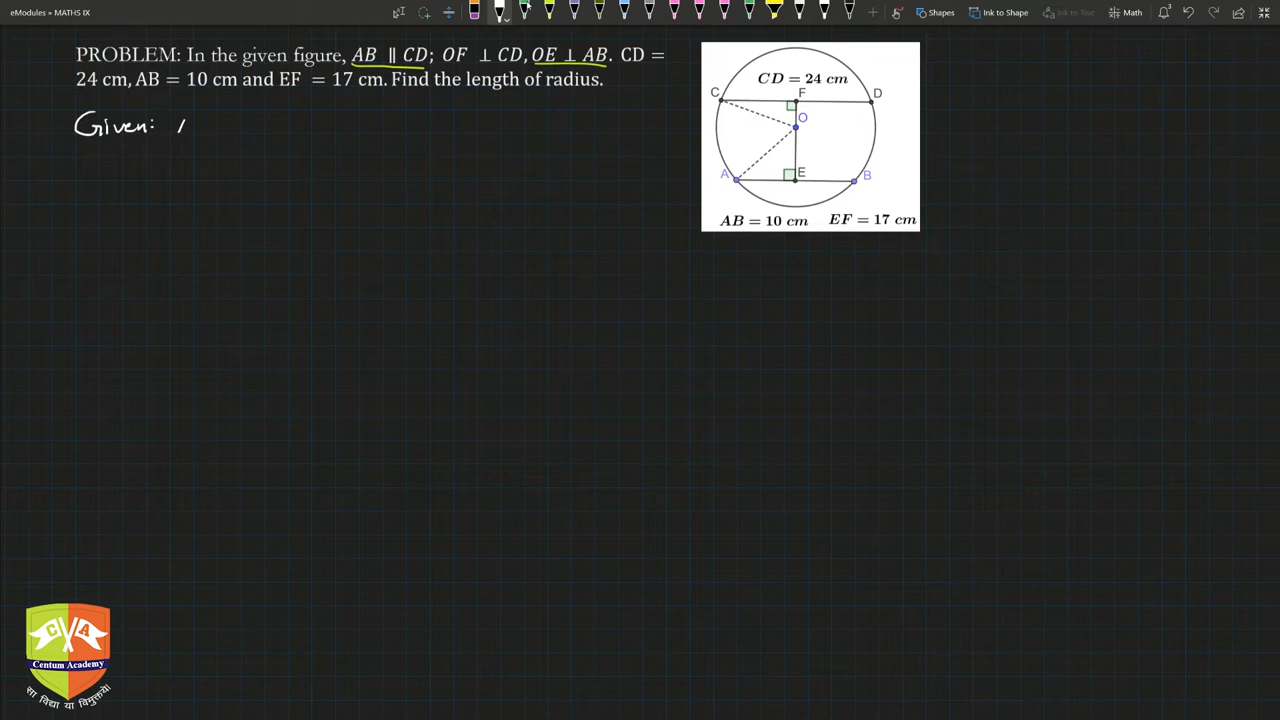 eModules » MATHS IX
Shapes
Ink to Shape
Ink to Text
Math
3
PROBLEM: In the given figure, AB ∥ CD; OF ⊥ CD, OE ⊥ AB. CD =
24 cm, AB = 10 cm and EF = 17 cm. Find the length of radius.
Given:
CD = 24 cm
C
F
D
O
A
E
B
AB = 10 cm EF = 17 cm
C A
Centum Academy
सा विद्या या विमुक्तये।